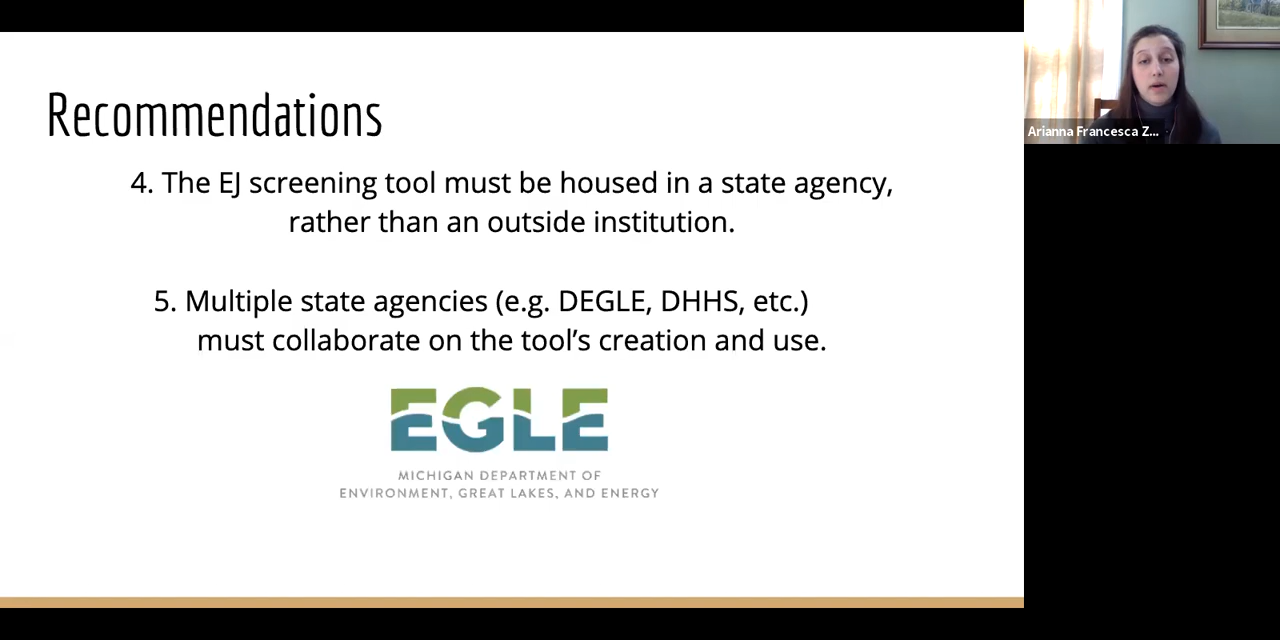 Recommendations
4. The EJ screening tool must be housed in a state agency,
rather than an outside institution.
5. Multiple state agencies (e.g. DEGLE, DHHS, etc.)
must collaborate on the tool’s creation and use.
EGLE
MICHIGAN DEPARTMENT OF
ENVIRONMENT, GREAT LAKES, AND ENERGY
Arianna Francesca Z...